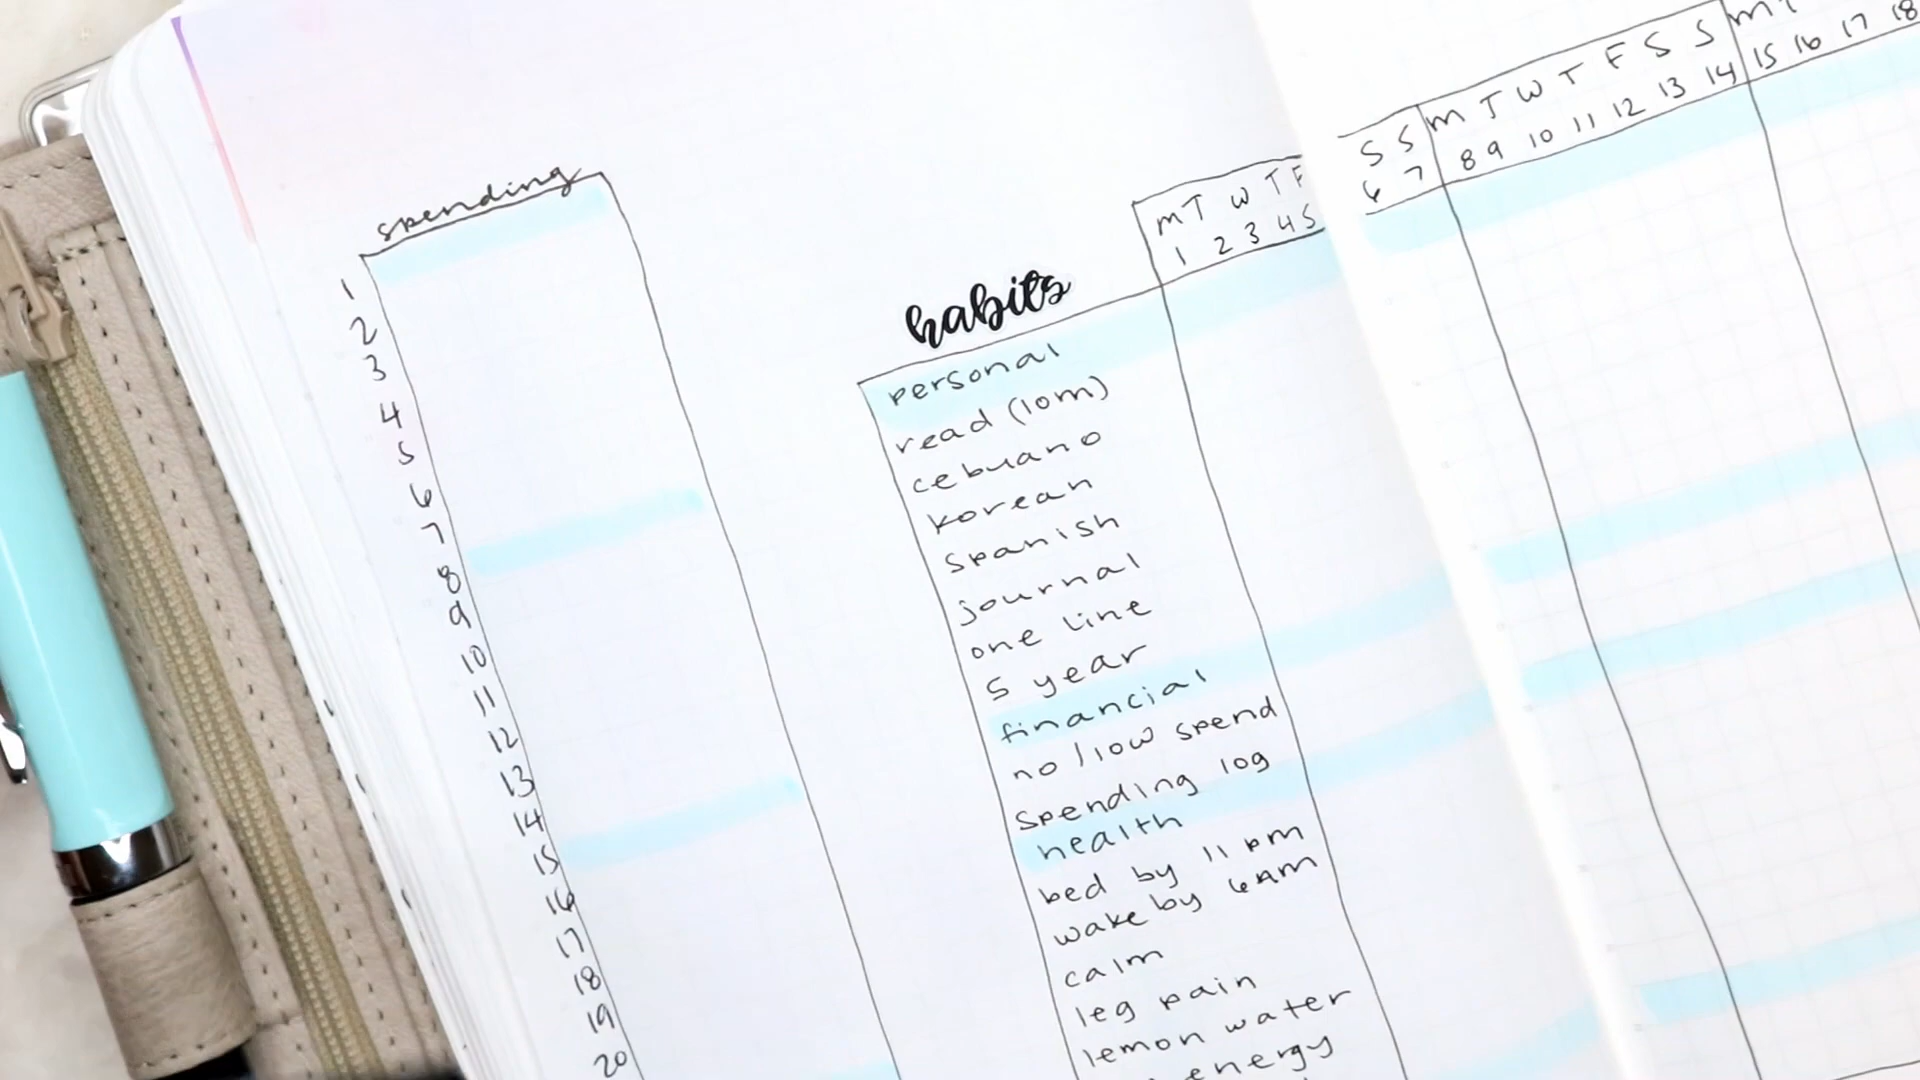 spending
1
2
3
4
5
6
7
8
9
10
11
12
13
14
15
16
17
18
19
20
habits
M T W T F
1 2 3 4 5
personal
read (10m)
cebuano
korean
spanish
journal
one line
5 year
financial
no/low spend
spending log
health
bed by 11 pm
wake by 6am
calm
leg pain
lemon water
energy
S S M T W T F S S M T
6 7 8 9 10 11 12 13 14 15 16 17 18